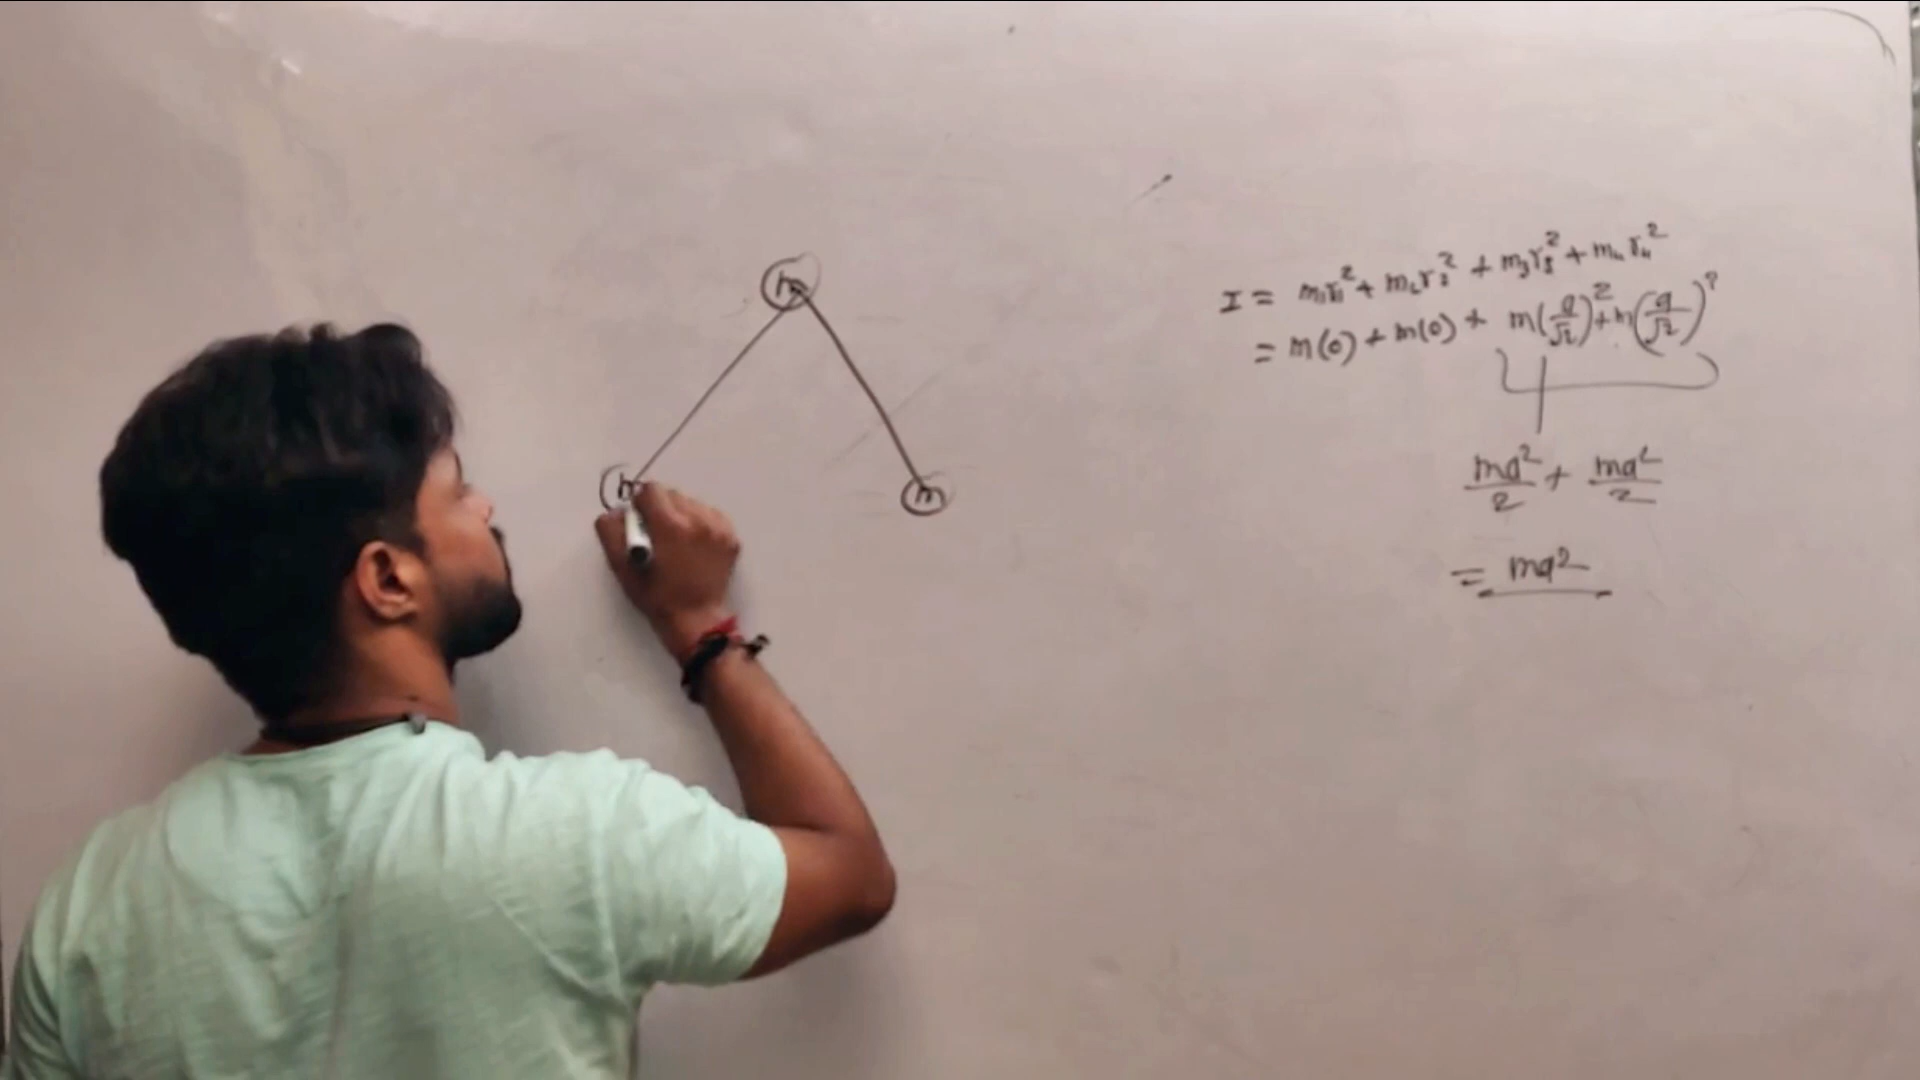 m
m
m
I = m₁r₁² + m₂r₂² + m₃r₃² + m₄r₄²
= m(0) + m(0) + m(a/√2)² + m(a/√2)²
ma²/2 + ma²/2
= ma²